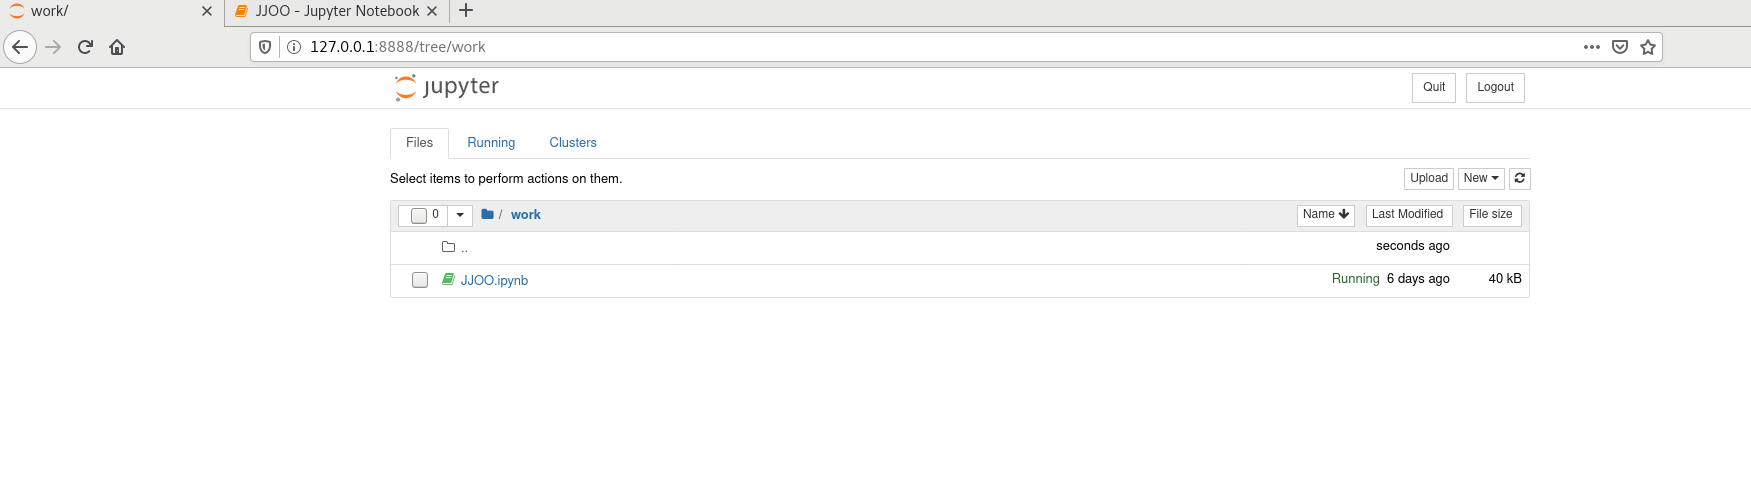 work/
JJOO - Jupyter Notebook
127.0.0.1:8888/tree/work
jupyter
Quit
Logout
Files
Running
Clusters
Select items to perform actions on them.
Upload
New
0
/ work
Name
Last Modified
File size
..
seconds ago
JJOO.ipynb
Running 6 days ago
40 kB